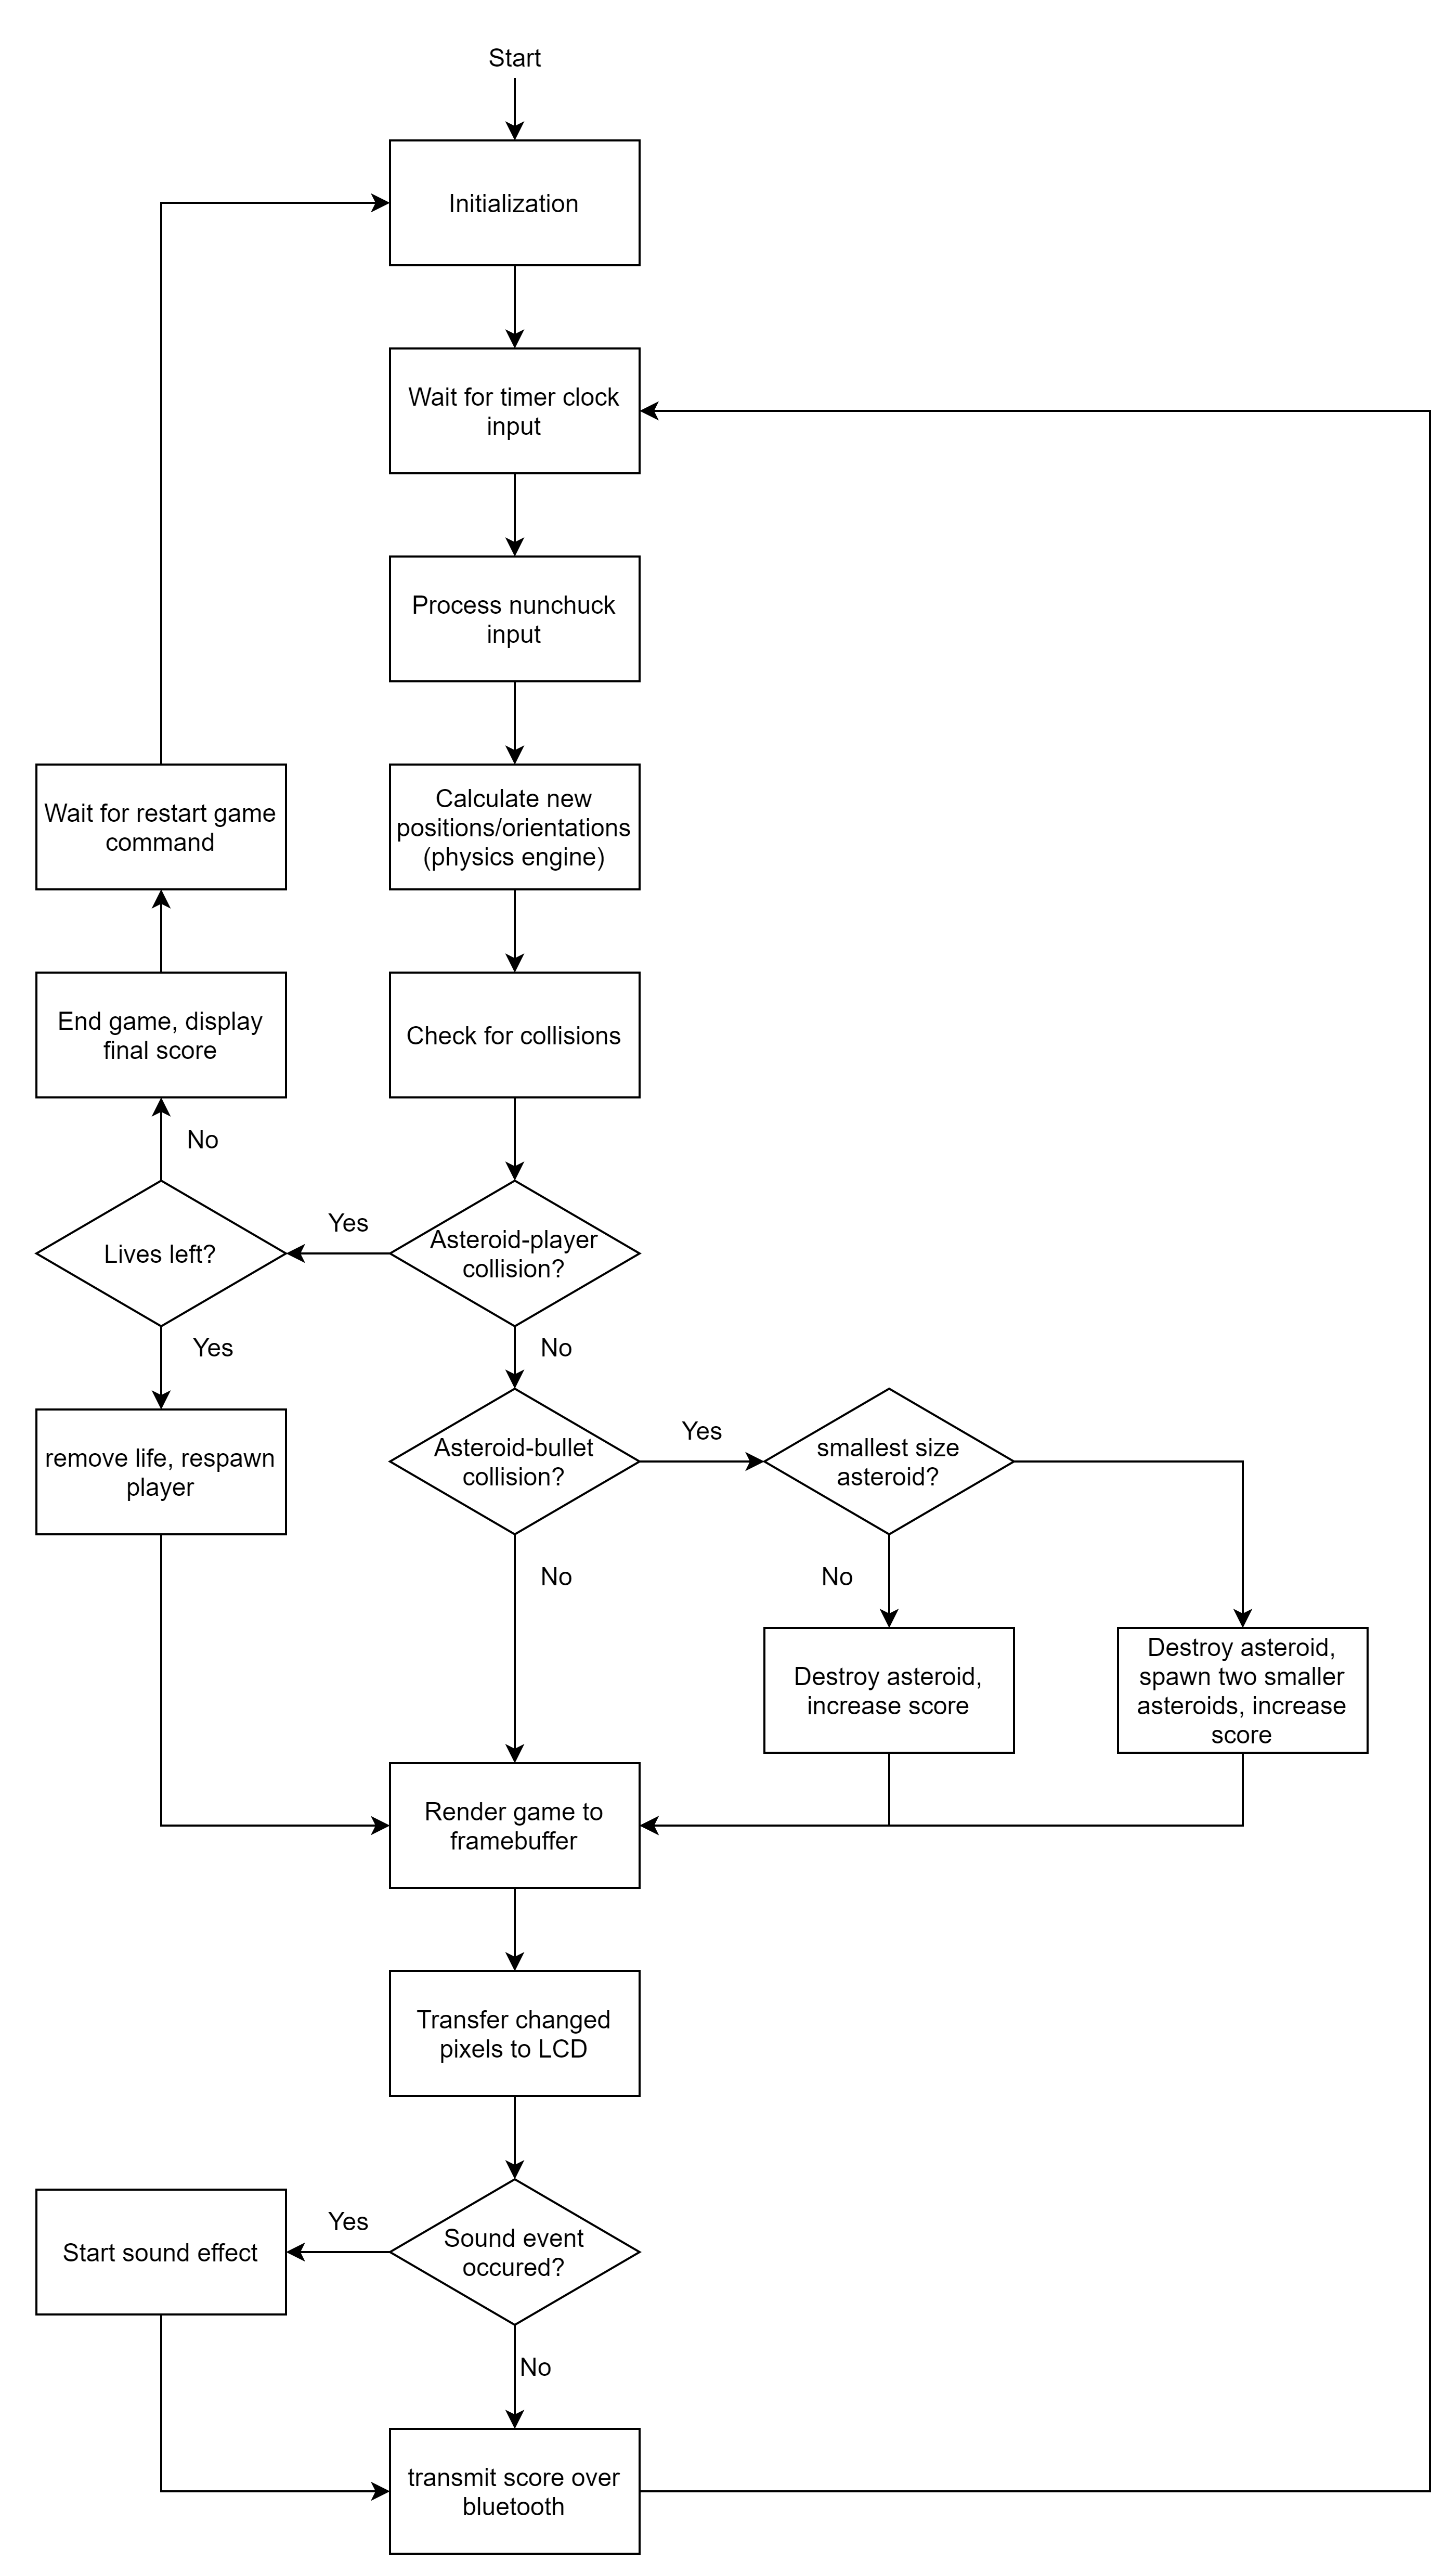 Start
Initialization
Wait for timer clock
input
Process nunchuck
input
Wait for restart game
command
Calculate new
positions/orientations
(physics engine)
End game, display
final score
Check for collisions
No
Lives left?
Yes
Asteroid-player
collision?
Yes
No
remove life, respawn
player
Asteroid-bullet
collision?
Yes
smallest size
asteroid?
No
No
Destroy asteroid,
increase score
Destroy asteroid,
spawn two smaller
asteroids, increase
score
Render game to
framebuffer
Transfer changed
pixels to LCD
Start sound effect
Yes
Sound event
occured?
No
transmit score over
bluetooth